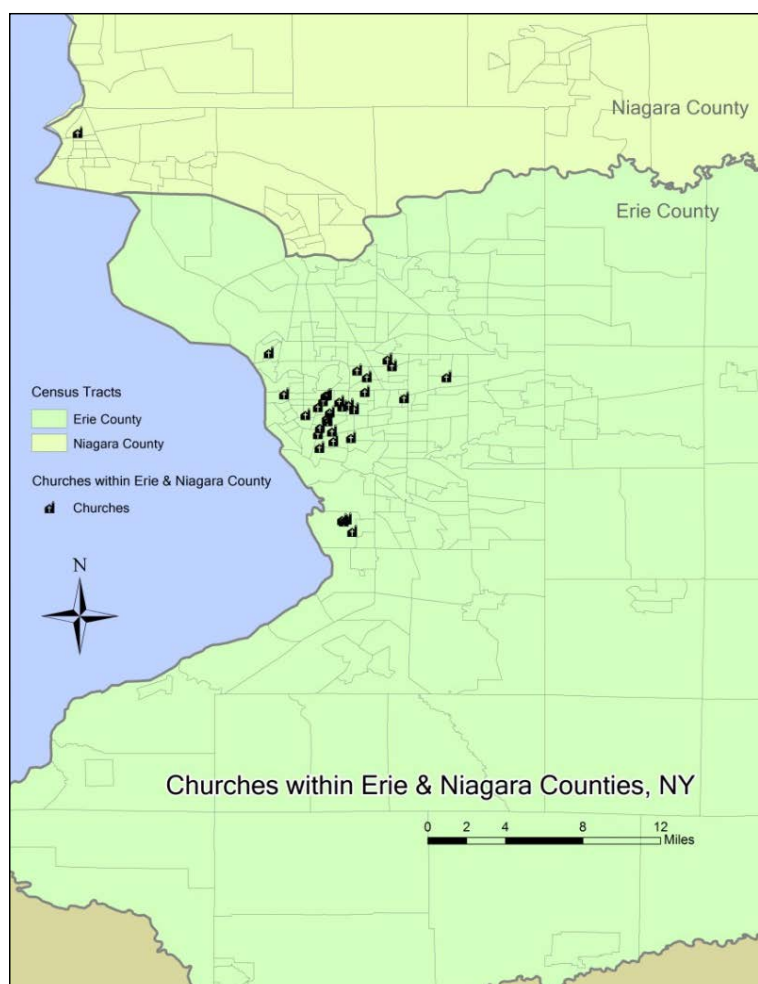 Niagara County
Erie County
Census Tracts
Erie County
Niagara County
Churches within Erie & Niagara County
Churches
N
Churches within Erie & Niagara Counties, NY
0 2 4 8 12
Miles